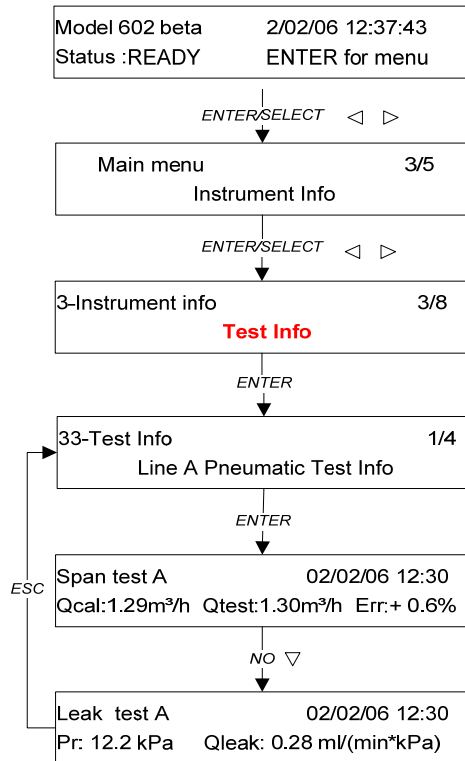 Model 602 beta 2/02/06 12:37:43
Status :READY ENTER for menu
ENTER/SELECT ◁ ▷
Main menu 3/5
Instrument Info
ENTER/SELECT ◁ ▷
3-Instrument info 3/8
Test Info
ENTER
33-Test Info 1/4
Line A Pneumatic Test Info
ENTER
ESC
Span test A 02/02/06 12:30
Qcal:1.29m³/h Qtest:1.30m³/h Err:+ 0.6%
NO ▽
Leak test A 02/02/06 12:30
Pr: 12.2 kPa Qleak: 0.28 ml/(min*kPa)